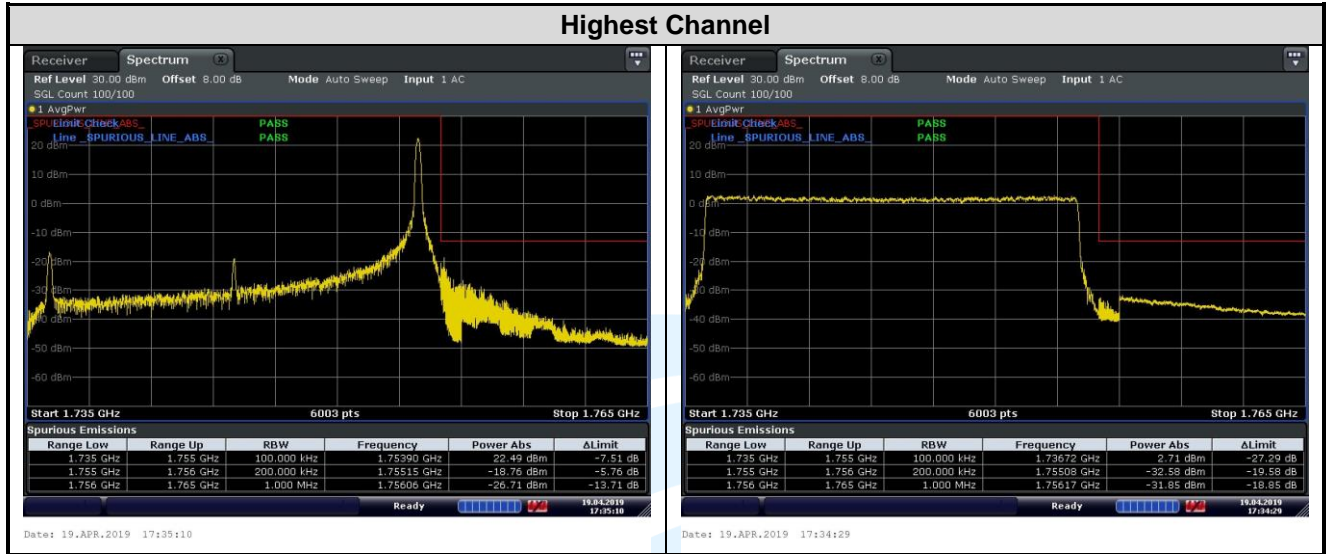 Highest Channel
Receiver Spectrum
Ref Level 30.00 dBm Offset 8.00 dB Mode Auto Sweep Input 1 AC
SGL Count 100/100
1 AvgPwr
Limit Check PASS
Line _SPURIOUS_LINE_ABS_ PASS
20 dBm
10 dBm
0 dBm
-10 dBm
-20 dBm
-30 dBm
-40 dBm
-50 dBm
-60 dBm
Start 1.735 GHz 6003 pts Stop 1.765 GHz
Spurious Emissions
Range Low Range Up RBW Frequency Power Abs ΔLimit
1.735 GHz 1.755 GHz 100.000 kHz 1.75390 GHz 22.49 dBm -7.51 dB
1.755 GHz 1.756 GHz 200.000 kHz 1.75515 GHz -18.76 dBm -5.76 dB
1.756 GHz 1.765 GHz 1.000 MHz 1.75606 GHz -26.71 dBm -13.71 dB
Ready 19.04.2019
17:35:10
Date: 19.APR.2019 17:35:10
Receiver Spectrum
Ref Level 30.00 dBm Offset 8.00 dB Mode Auto Sweep Input 1 AC
SGL Count 100/100
1 AvgPwr
Limit Check PASS
Line _SPURIOUS_LINE_ABS_ PASS
20 dBm
10 dBm
0 dBm
-10 dBm
-20 dBm
-30 dBm
-40 dBm
-50 dBm
-60 dBm
Start 1.735 GHz 6003 pts Stop 1.765 GHz
Spurious Emissions
Range Low Range Up RBW Frequency Power Abs ΔLimit
1.735 GHz 1.755 GHz 100.000 kHz 1.73672 GHz 2.71 dBm -27.29 dB
1.755 GHz 1.756 GHz 200.000 kHz 1.75508 GHz -32.58 dBm -19.58 dB
1.756 GHz 1.765 GHz 1.000 MHz 1.75617 GHz -31.85 dBm -18.85 dB
Ready 19.04.2019
17:34:29
Date: 19.APR.2019 17:34:29